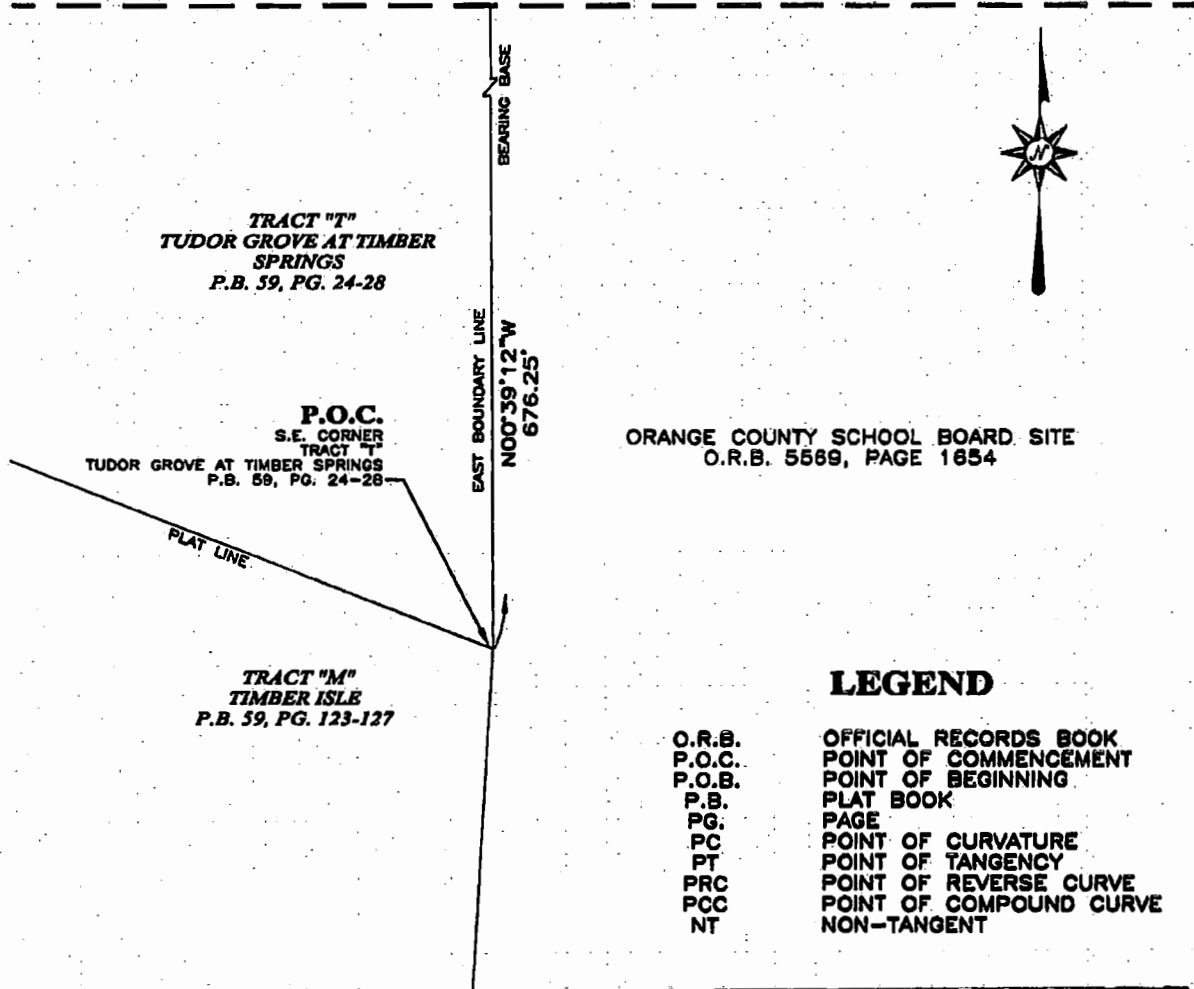 BEARING BASE
N
TRACT "T"
TUDOR GROVE AT TIMBER
SPRINGS
P.B. 59, PG. 24-28
EAST BOUNDARY LINE
N00°39'12"W
676.25'
P.O.C.
S.E. CORNER
TRACT "T"
TUDOR GROVE AT TIMBER SPRINGS
P.B. 59, PG. 24-28
ORANGE COUNTY SCHOOL BOARD SITE
O.R.B. 5569, PAGE 1654
PLAT LINE
TRACT "M"
TIMBER ISLE
P.B. 59, PG. 123-127
LEGEND
O.R.B. OFFICIAL RECORDS BOOK
P.O.C. POINT OF COMMENCEMENT
P.O.B. POINT OF BEGINNING
P.B. PLAT BOOK
PG. PAGE
PC POINT OF CURVATURE
PT POINT OF TANGENCY
PRC POINT OF REVERSE CURVE
PCC POINT OF COMPOUND CURVE
NT NON-TANGENT